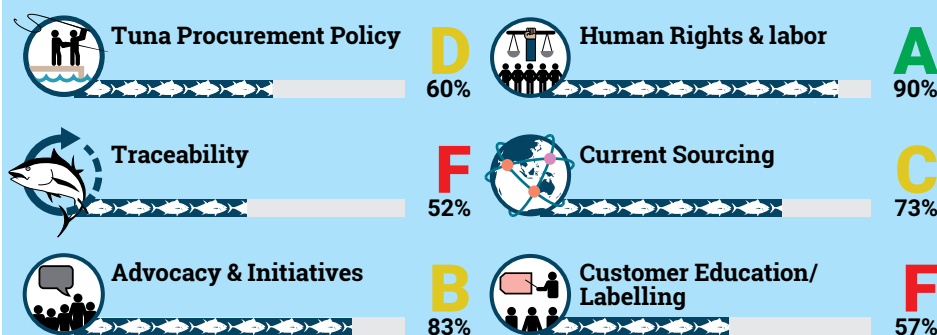 Tuna Procurement Policy
D
60%
Human Rights & labor
A
90%
Traceability
F
52%
Current Sourcing
C
73%
Advocacy & Initiatives
B
83%
Customer Education/
Labelling
F
57%